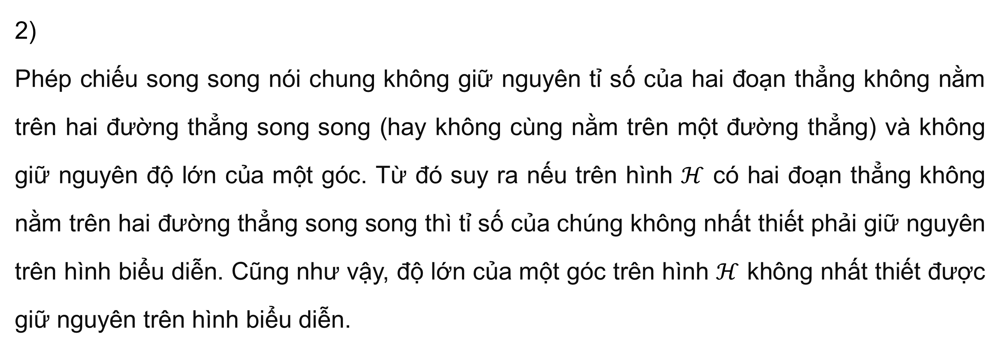 2)
Phép chiếu song song nói chung không giữ nguyên tỉ số của hai đoạn thẳng không nằm
trên hai đường thẳng song song (hay không cùng nằm trên một đường thẳng) và không
giữ nguyên độ lớn của một góc. Từ đó suy ra nếu trên hình ℋ có hai đoạn thẳng không
nằm trên hai đường thẳng song song thì tỉ số của chúng không nhất thiết phải giữ nguyên
trên hình biểu diễn. Cũng như vậy, độ lớn của một góc trên hình ℋ không nhất thiết được
giữ nguyên trên hình biểu diễn.